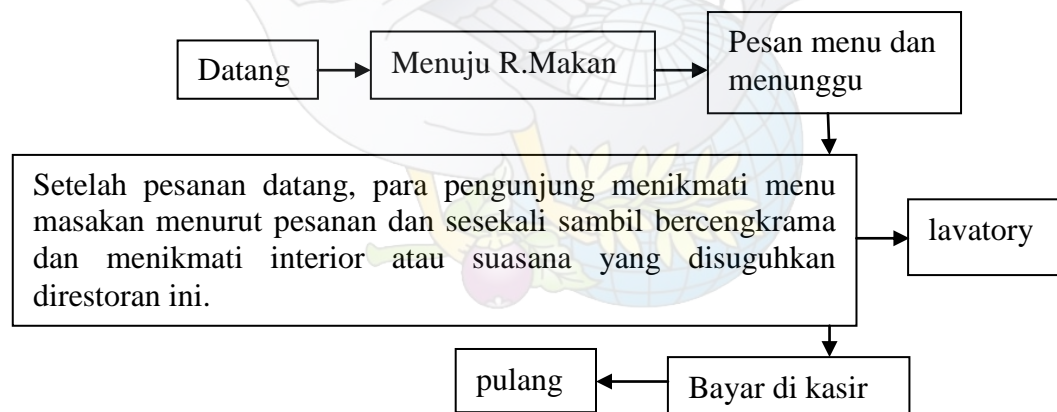 Datang
Menuju R.Makan
Pesan menu dan
menunggu
Setelah pesanan datang, para pengunjung menikmati menu
masakan menurut pesanan dan sesekali sambil bercengkrama
dan menikmati interior atau suasana yang disuguhkan
direstoran ini.
lavatory
pulang
Bayar di kasir